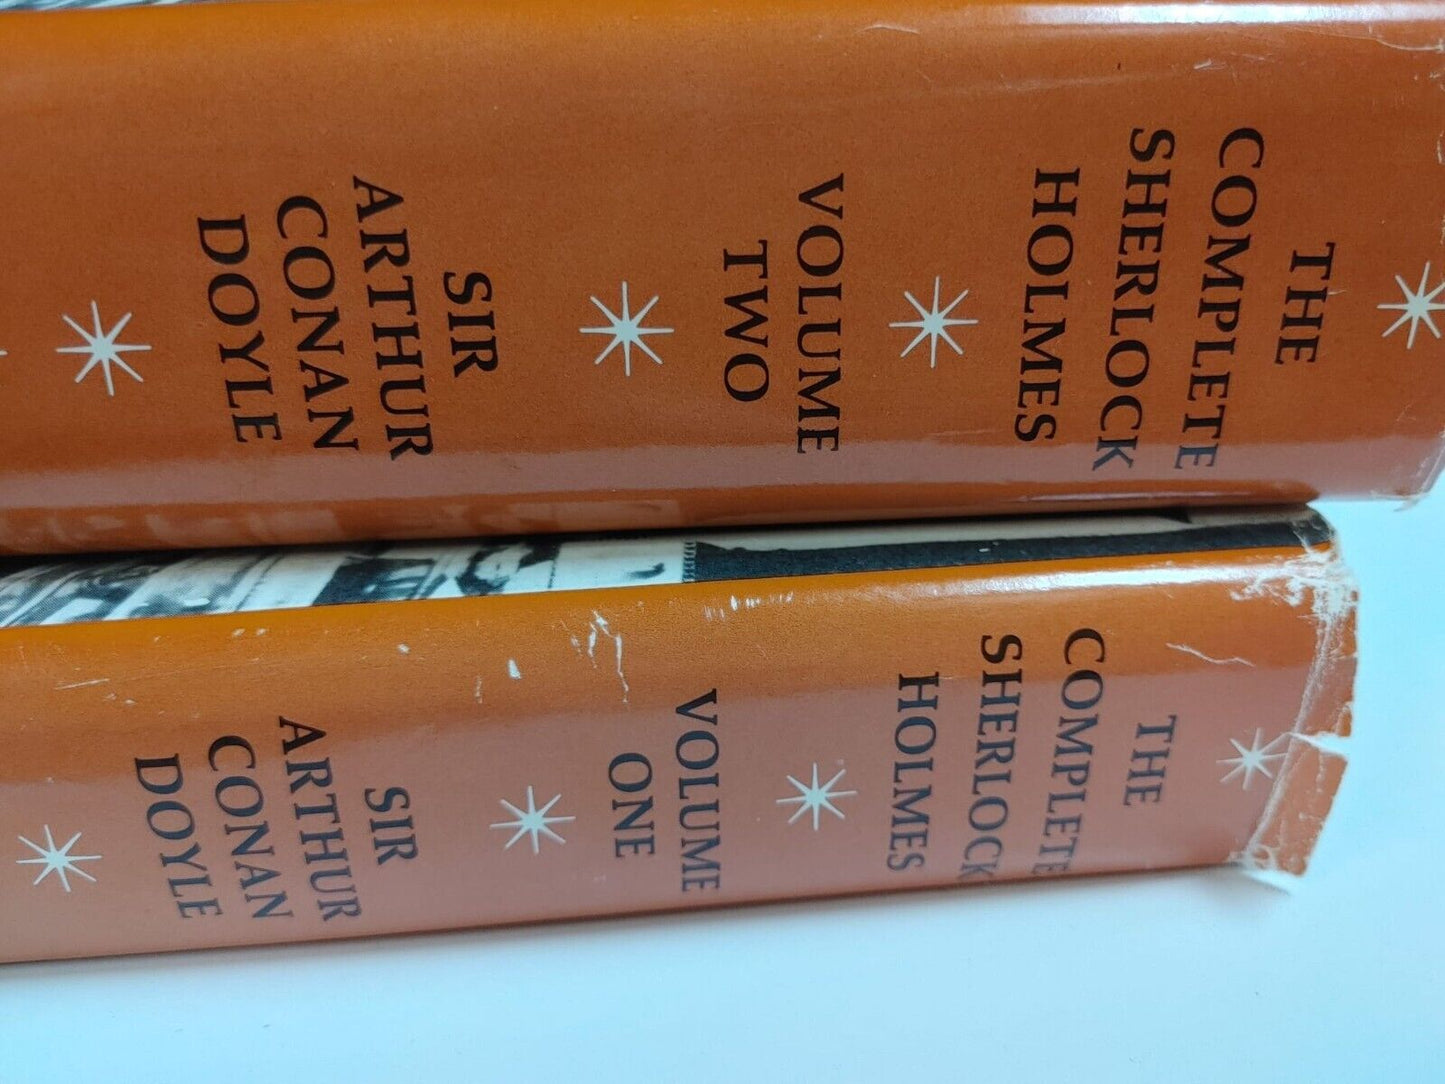 THE
COMPLETE
SHERLOCK
HOLMES
VOLUME
TWO
SIR
ARTHUR
CONAN
DOYLE
THE
COMPLETE
SHERLOCK
HOLMES
VOLUME
ONE
SIR
ARTHUR
CONAN
DOYLE